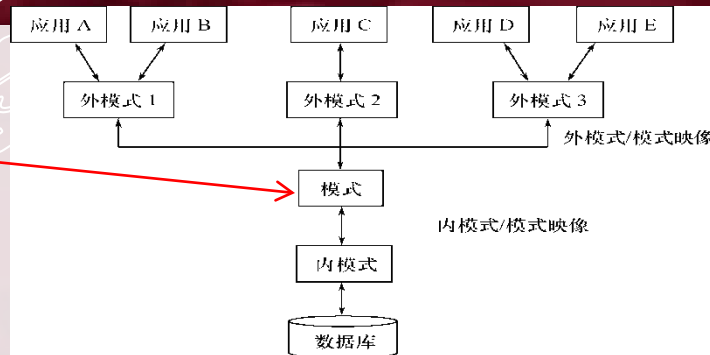 应用 A
应用 B
应用 C
应用 D
应用 E
外模式 1
外模式 2
外模式 3
外模式/模式映像
模式
内模式/模式映像
内模式
数据库